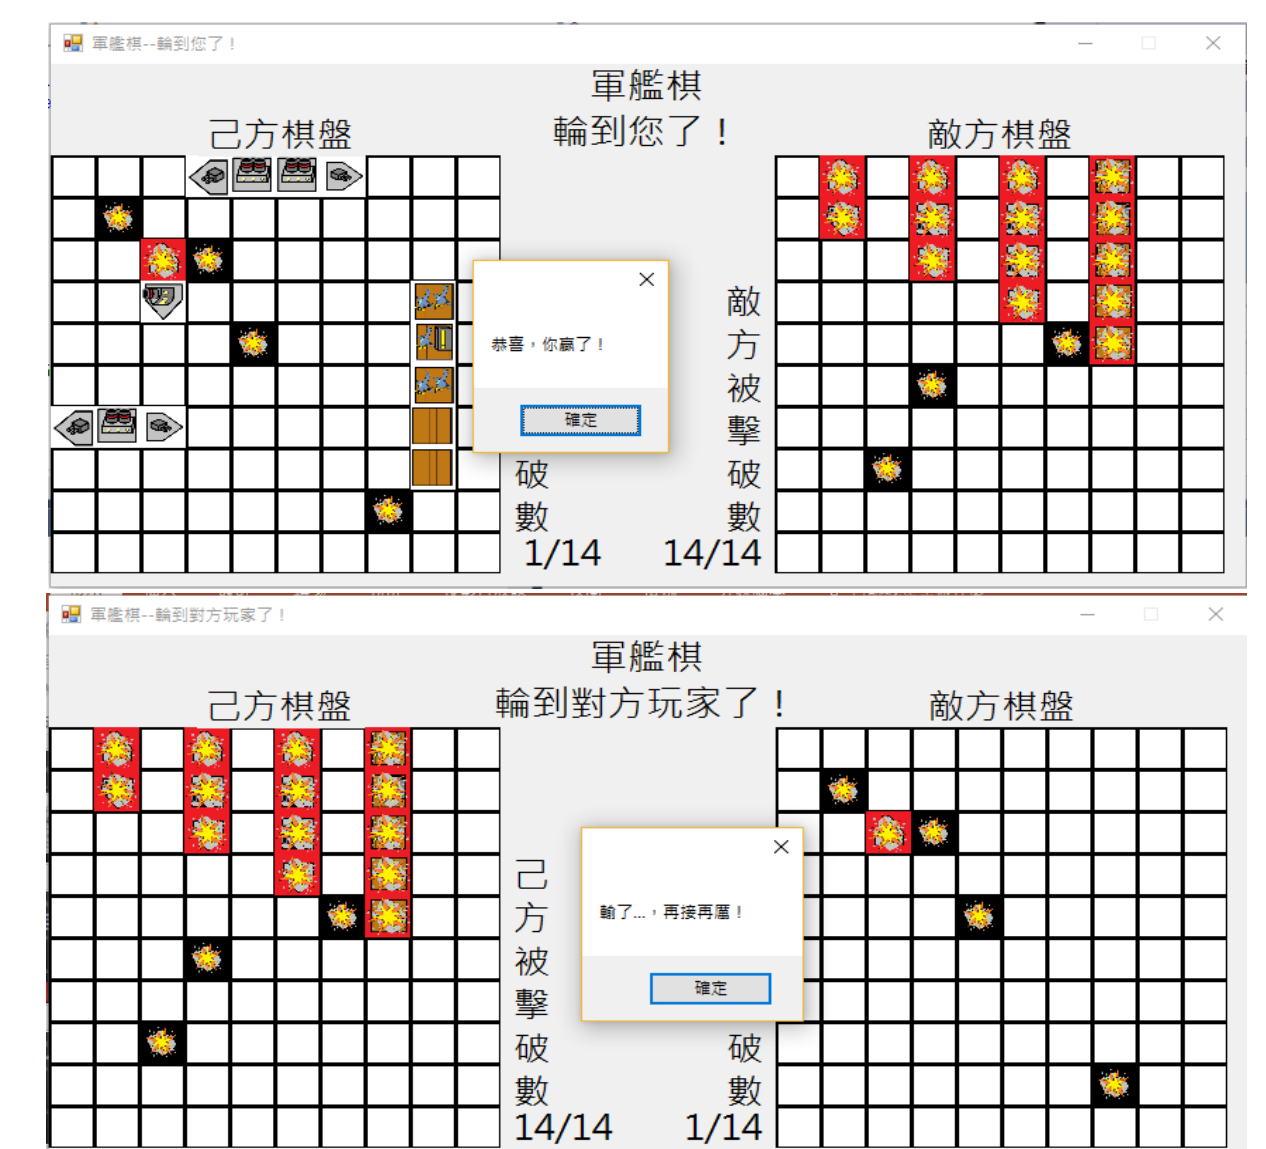 軍艦棋--輪到您了！
軍艦棋
輪到您了！
己方棋盤
敵方棋盤
恭喜，你贏了！
確定
破數
1/14
敵方被擊破數
14/14
軍艦棋--輪到對方玩家了！
軍艦棋
輪到對方玩家了！
己方棋盤
敵方棋盤
輸了...，再接再厲！
確定
己方被擊破數
14/14
破數
1/14